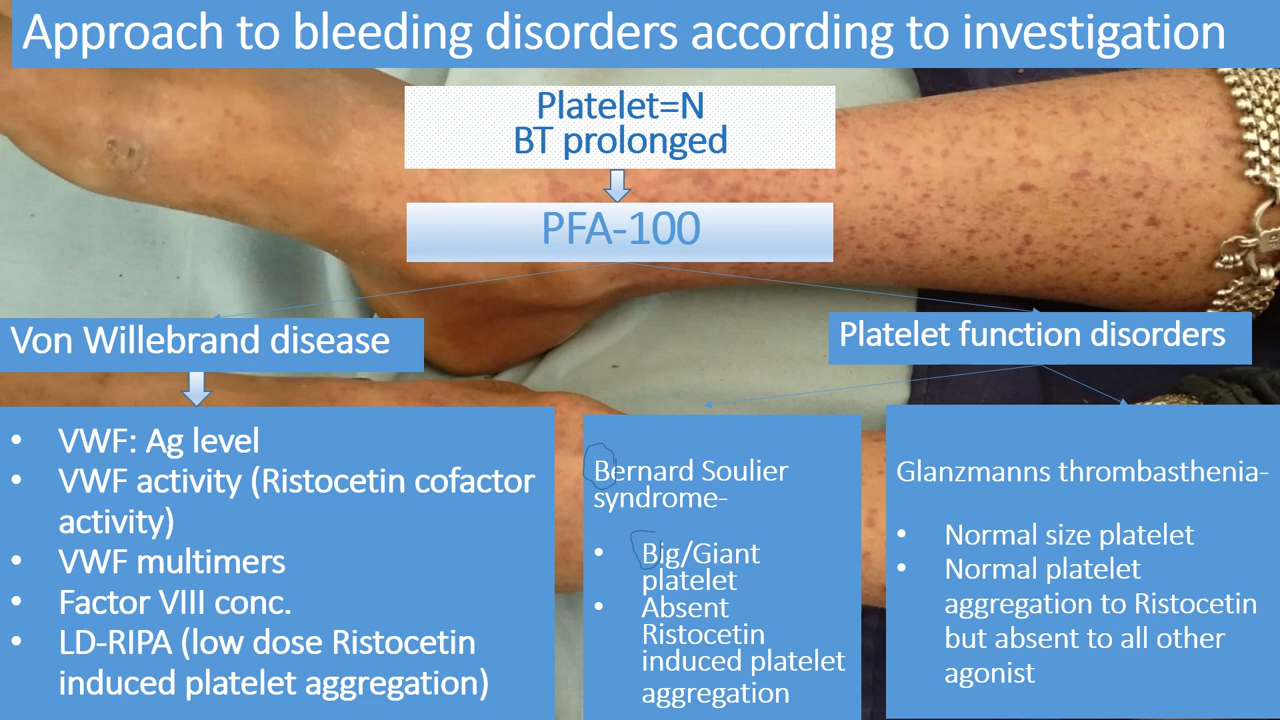 Approach to bleeding disorders according to investigation
Platelet=N
BT prolonged
PFA-100
Von Willebrand disease
• VWF: Ag level
• VWF activity (Ristocetin cofactor
activity)
• VWF multimers
• Factor VIII conc.
• LD-RIPA (low dose Ristocetin
induced platelet aggregation)
Platelet function disorders
Bernard Soulier
syndrome-
• Big/Giant
platelet
• Absent
Ristocetin
induced platelet
aggregation
Glanzmanns thrombasthenia-
• Normal size platelet
• Normal platelet
aggregation to Ristocetin
but absent to all other
agonist